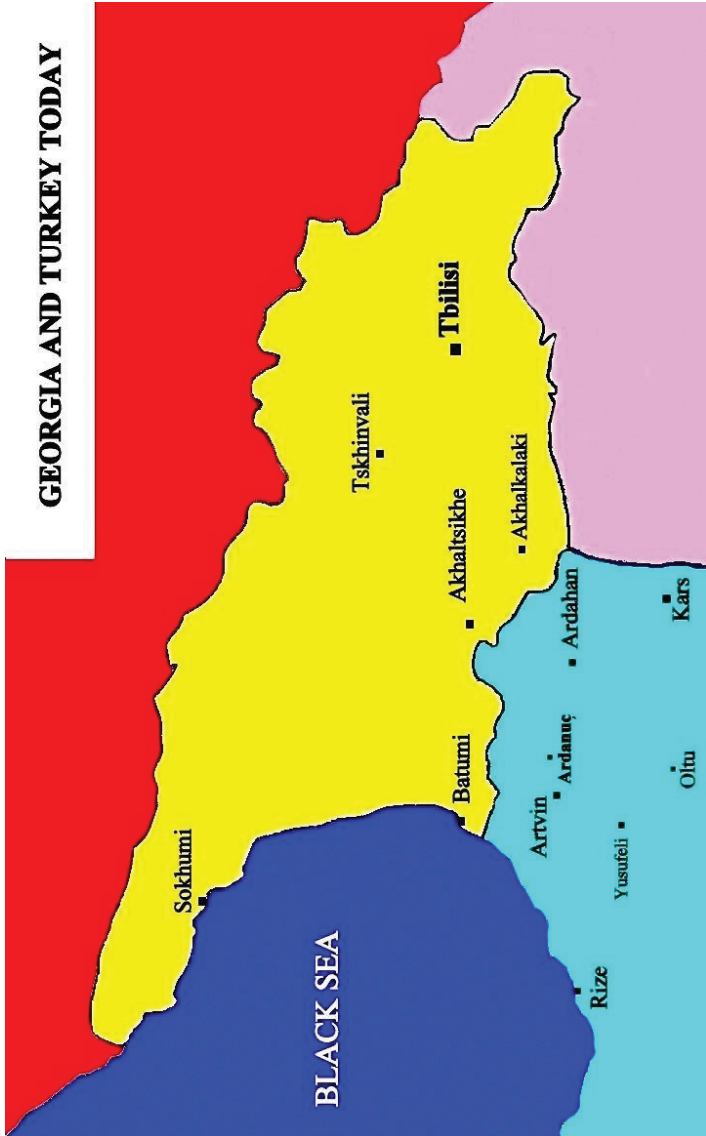 GEORGIA AND TURKEY TODAY
Sokhumi
Tskhinvali
Tbilisi
Akhaltsikhe
Akhalkalaki
Batumi
BLACK SEA
Ardahan
Artvin
Ardanuç
Kars
Yusufeli
Oltu
Rize